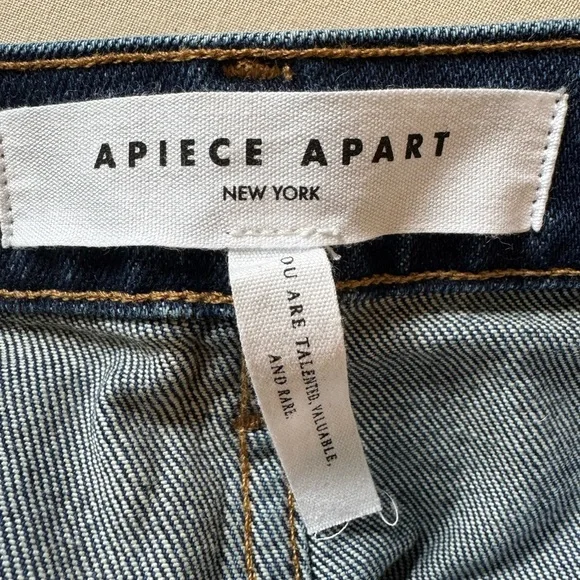 APIECE APART
NEW YORK
OU ARE TALENTED, VALUABLE,
AND RARE.